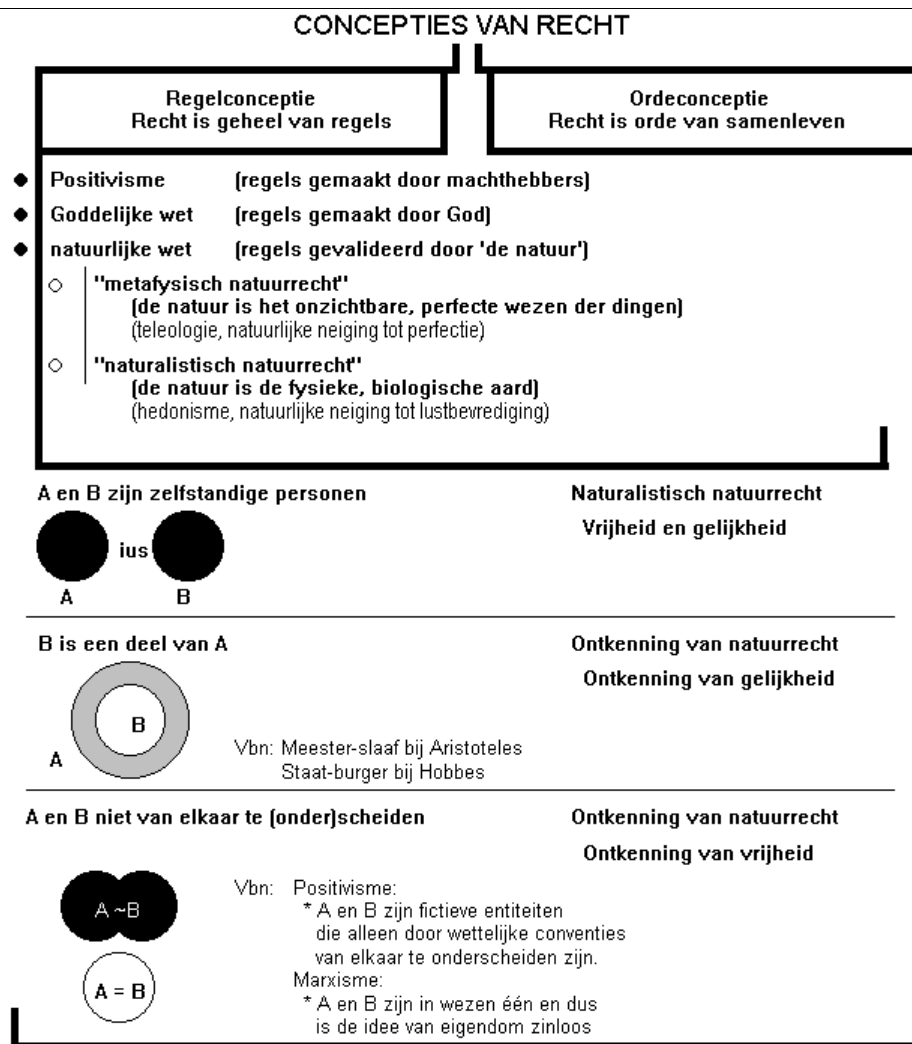 CONCEPTIES VAN RECHT
Regelconceptie
Recht is geheel van regels
Ordeconceptie
Recht is orde van samenleven
Positivisme (regels gemaakt door machthebbers)
Goddelijke wet (regels gemaakt door God)
natuurlijke wet (regels gevalideerd door 'de natuur')
"metafysisch natuurrecht"
(de natuur is het onzichtbare, perfecte wezen der dingen)
(teleologie, natuurlijke neiging tot perfectie)
"naturalistisch natuurrecht"
(de natuur is de fysieke, biologische aard)
(hedonisme, natuurlijke neiging tot lustbevrediging)
A en B zijn zelfstandige personen
Naturalistisch natuurrecht
Vrijheid en gelijkheid
ius
A B
B is een deel van A
Ontkenning van natuurrecht
Ontkenning van gelijkheid
B
A
Vbn: Meester-slaaf bij Aristoteles
Staat-burger bij Hobbes
A en B niet van elkaar te (onder)scheiden
Ontkenning van natuurrecht
Ontkenning van vrijheid
A ~B
A = B
Vbn: Positivisme:
* A en B zijn fictieve entiteiten
die alleen door wettelijke conventies
van elkaar te onderscheiden zijn.
Marxisme:
* A en B zijn in wezen één en dus
is de idee van eigendom zinloos